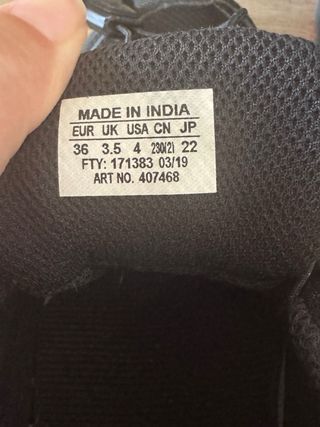 MADE IN INDIA
EUR UK USA CN JP
36 3.5 4 230(2) 22
FTY: 171383 03/19
ART NO. 407468